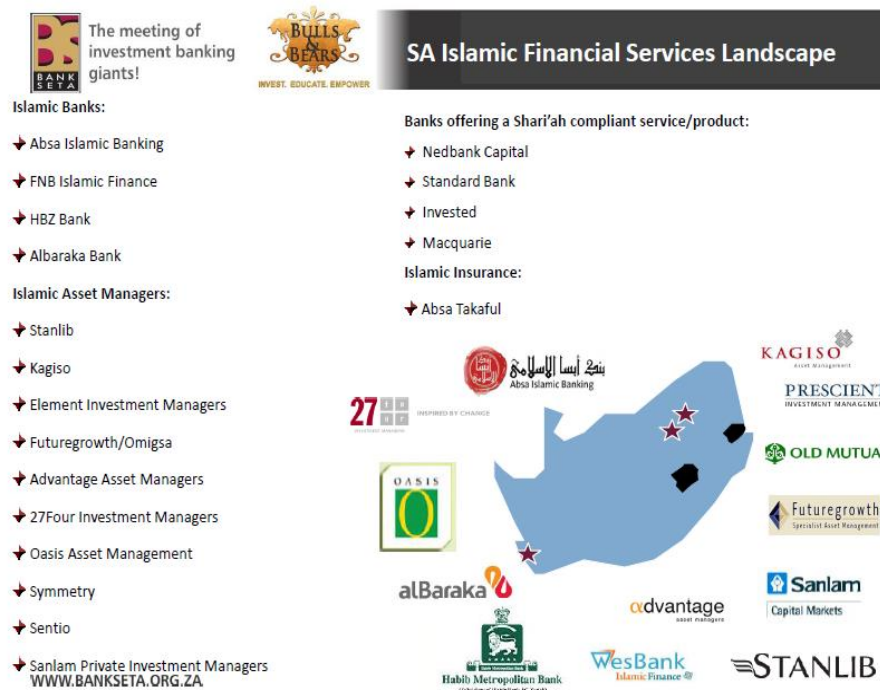 BANK
SETA
The meeting of
investment banking
giants!
BULLS
&
BEARS
INVEST. EDUCATE. EMPOWER
SA Islamic Financial Services Landscape
Islamic Banks:
Absa Islamic Banking
FNB Islamic Finance
HBZ Bank
Albaraka Bank
Islamic Asset Managers:
Stanlib
Kagiso
Element Investment Managers
Futuregrowth/Omigsa
Advantage Asset Managers
27Four Investment Managers
Oasis Asset Management
Symmetry
Sentio
Sanlam Private Investment Managers
WWW.BANKSETA.ORG.ZA
Banks offering a Shari'ah compliant service/product:
Nedbank Capital
Standard Bank
Invested
Macquarie
Islamic Insurance:
Absa Takaful
بنك أبسا الإسلامي
Absa Islamic Banking
KAGISO
Asset Management
27
INSPIRED BY CHANGE
PRESCIENT
INVESTMENT MANAGEMENT
OASIS
OLD MUTUA
Futuregrowth
Specialist Asset Management
alBaraka
Sanlam
Capital Markets
αdvantage
asset managers
Habib Metropolitan Bank
WesBank
Islamic Finance
STANLIB